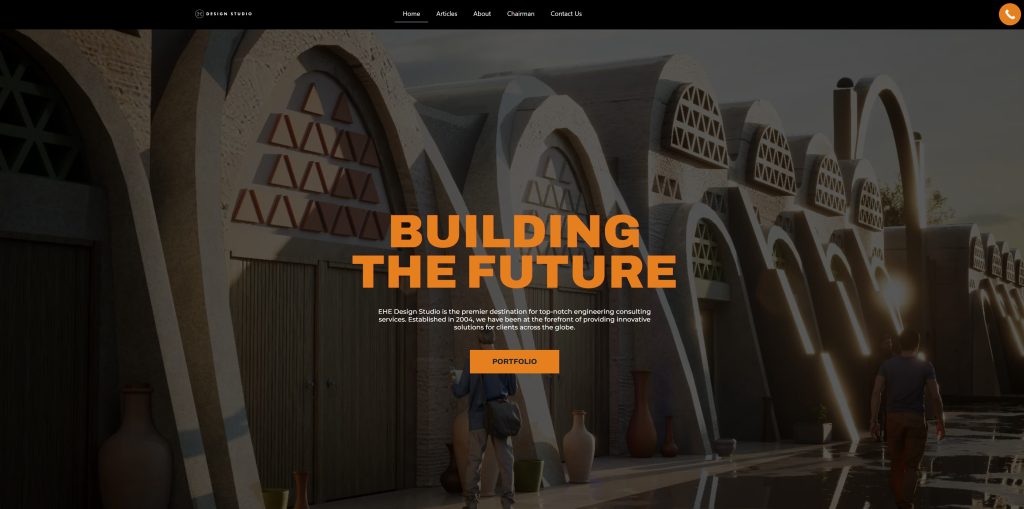 DESIGN STUDIO
Home
Articles
About
Chairman
Contact Us
BUILDING
THE FUTURE
EHE Design Studio is the premier destination for top-notch engineering consulting
services. Established in 2004, we have been at the forefront of providing innovative
solutions for clients across the globe.
PORTFOLIO